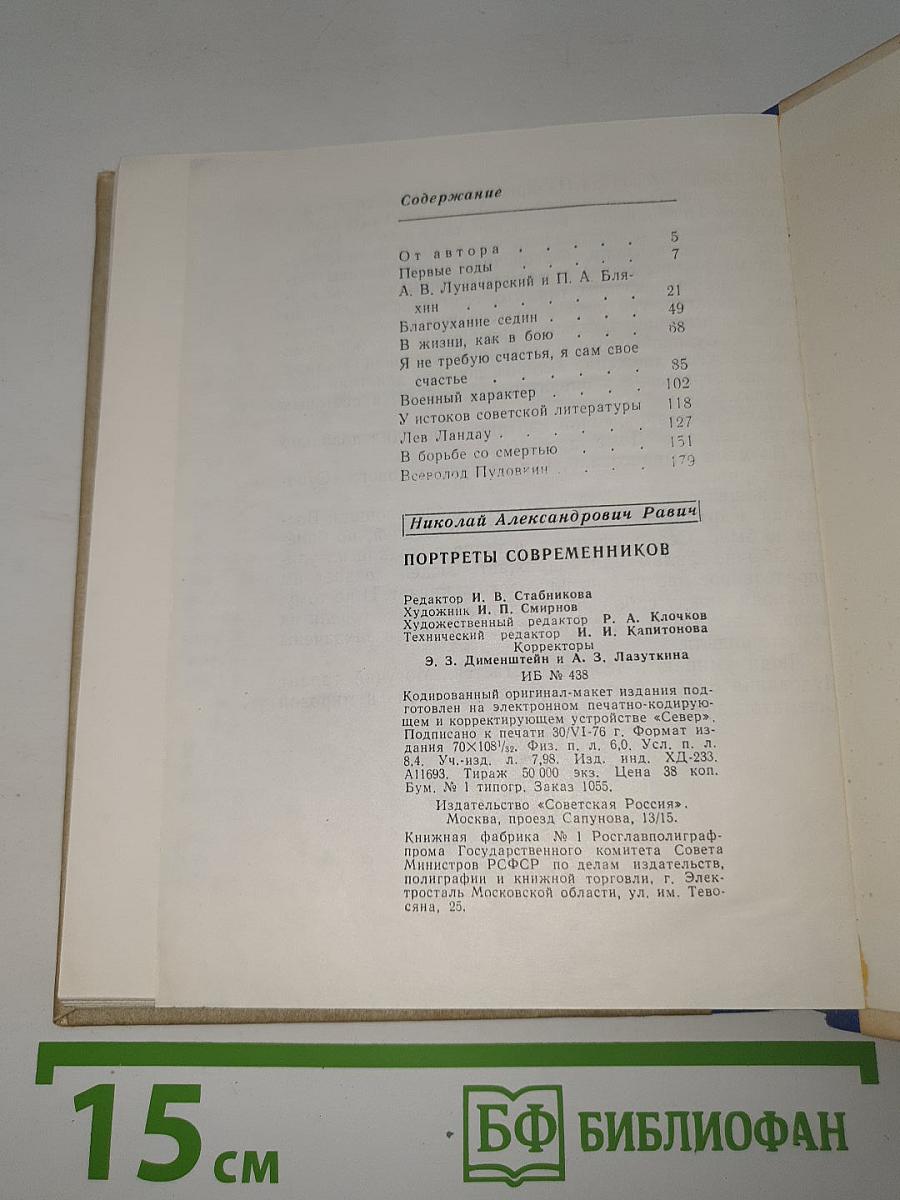 Содержание
От автора . . . . . 5
Первые годы . . . . . 7
А. В. Луначарский и П. А. Бля-
хин . . . . . . . 21
Благоухание седин . . . . 49
В жизни, как в бою . . . 68
Я не требую счастья, я сам свое
счастье . . . . . . 85
Военный характер . . . . 102
У истоков советской литературы 118
Лев Ландау . . . . . . 127
В борьбе со смертью . . . 151
Всеволод Пудовкин . . . . 179
Николай Александрович Равич
ПОРТРЕТЫ СОВРЕМЕННИКОВ
Редактор И. В. Стабникова
Художник И. П. Смирнов
Художественный редактор Р. А. Клочков
Технический редактор И. И. Капитонова
Корректоры
Э. З. Дименштейн и А. З. Лазуткина
ИБ № 438
Кодированный оригинал-макет издания под-
готовлен на электронном печатно-кодирую-
щем и корректирующем устройстве «Север».
Подписано к печати 30/VI-76 г. Формат из-
дания 70×108¹/₃₂. Физ. п. л. 6,0. Усл. п. л.
8,4. Уч.-изд. л. 7,98. Изд. инд. ХД-233.
А11693. Тираж 50 000 экз. Цена 38 коп.
Бум. № 1 типогр. Заказ 1055.
Издательство «Советская Россия».
Москва, проезд Сапунова, 13/15.
Книжная фабрика № 1 Росглавполиграф-
прома Государственного комитета Совета
Министров РСФСР по делам издательств,
полиграфии и книжной торговли, г. Элек-
тросталь Московской области, ул. им. Тево-
сяна, 25.
15 см
БФ БИБЛИОФАН